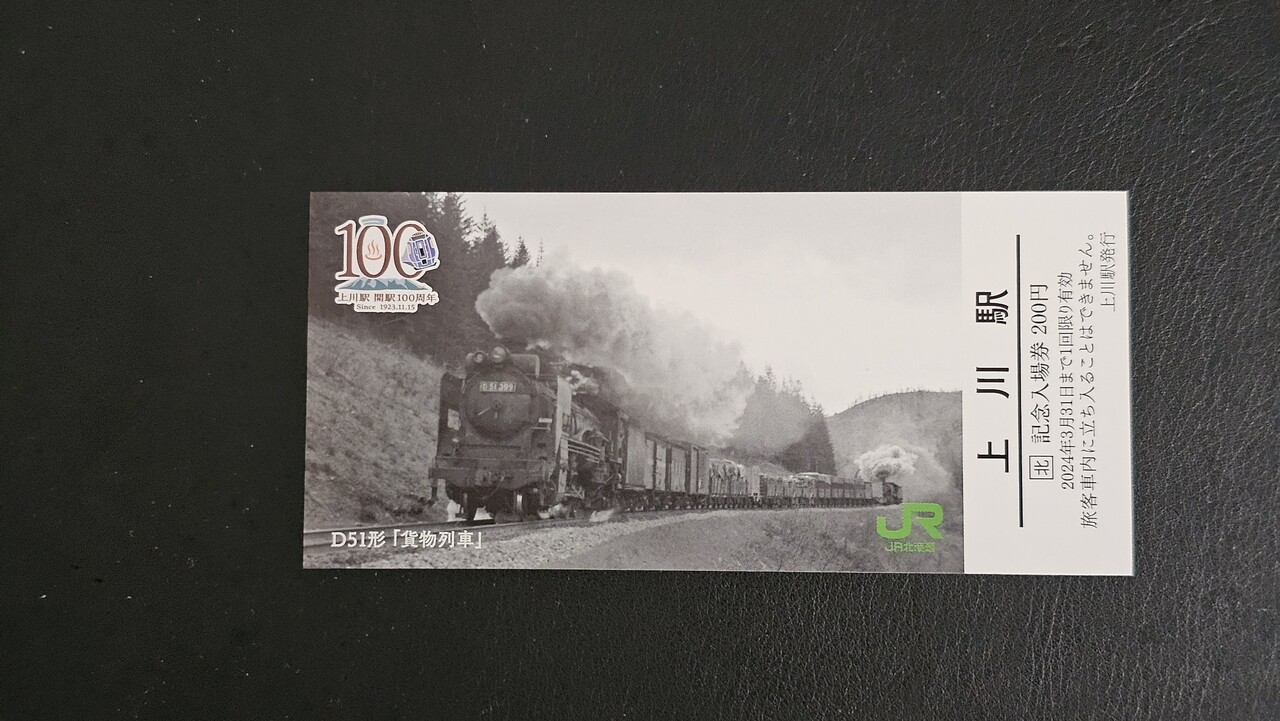 100
上川駅 開駅100周年
Since 1923.11.15
D51 399
D51形「貨物列車」
JR
JR北海道
上川駅
北 記念入場券 200円
2024年3月31日まで1回限り有効
旅客車内に立ち入ることはできません。
上川駅発行